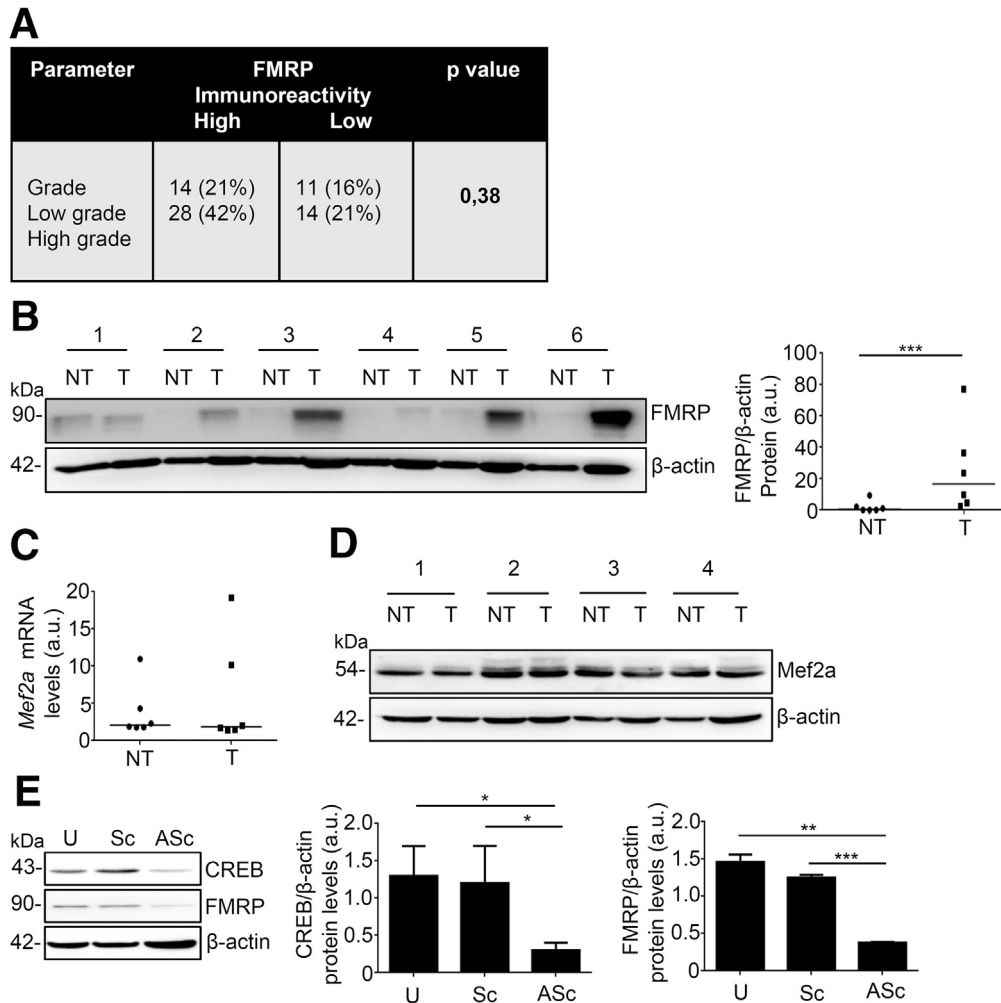 A
Parameter FMRP p value
Immunoreactivity
High Low
Grade 14 (21%) 11 (16%) 0,38
Low grade 28 (42%) 14 (21%)
High grade
B
1 2 3 4 5 6
NT T NT T NT T NT T NT T NT T
kDa
90- FMRP
42- β-actin
***
FMRP/β-actin
Protein (a.u.)
100
80
60
40
20
0
NT T
C
Mef2a mRNA
levels (a.u.)
20
15
10
5
0
NT T
D
1 2 3 4
NT T NT T NT T NT T
kDa
54- Mef2a
42- β-actin
E
kDa U Sc ASc
43- CREB
90- FMRP
42- β-actin
CREB/β-actin
protein levels (a.u.)
2.0
1.5
1.0
0.5
0
*
*
U Sc ASc
FMRP/β-actin
protein levels (a.u.)
2.0
1.5
1.0
0.5
0
**
***
U Sc ASc